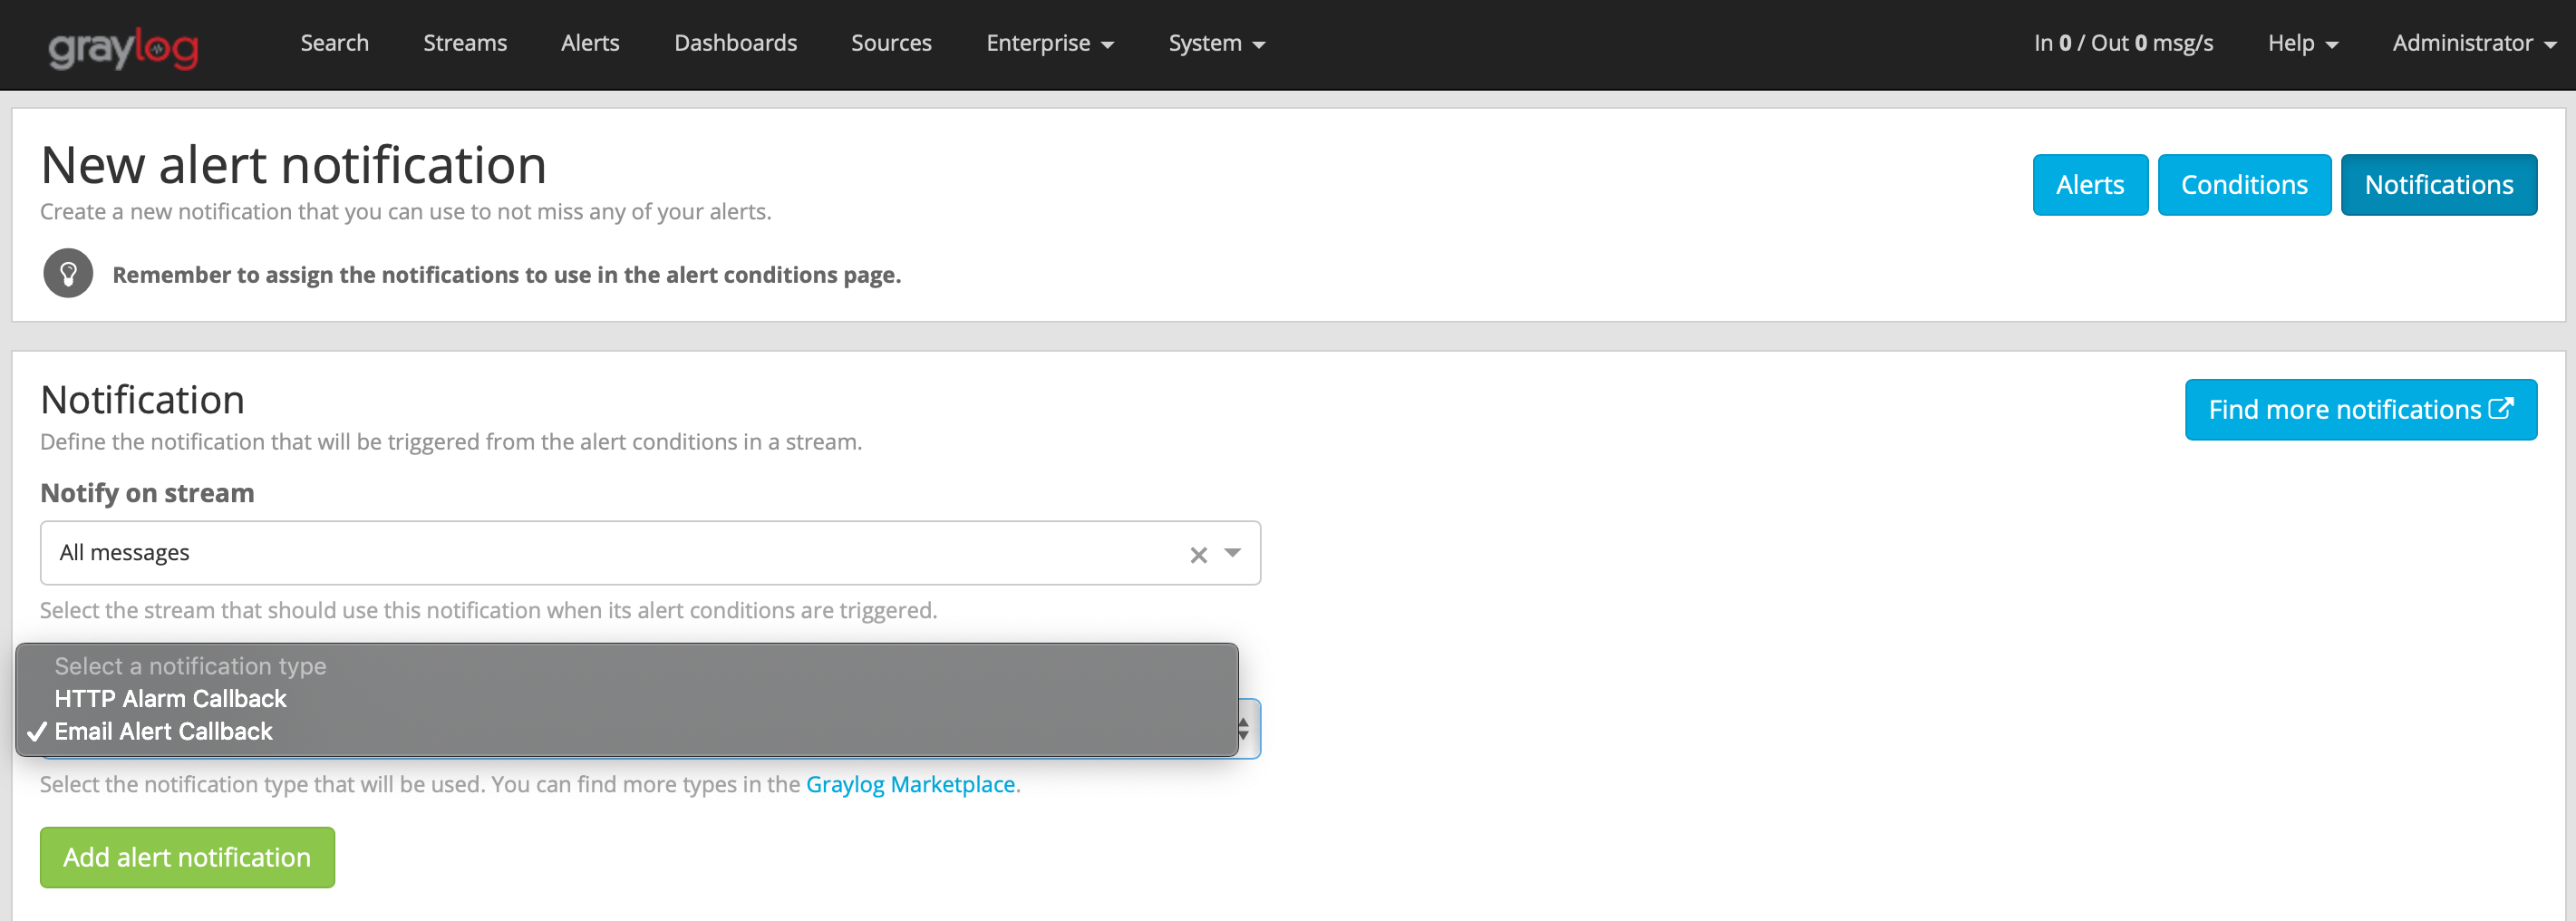 graylog Search Streams Alerts Dashboards Sources Enterprise System In 0 / Out 0 msg/s Help Administrator
New alert notification
Create a new notification that you can use to not miss any of your alerts.
Alerts Conditions Notifications
Remember to assign the notifications to use in the alert conditions page.
Notification
Find more notifications
Define the notification that will be triggered from the alert conditions in a stream.
Notify on stream
All messages
Select the stream that should use this notification when its alert conditions are triggered.
Select a notification type
HTTP Alarm Callback
✓ Email Alert Callback
Select the notification type that will be used. You can find more types in the Graylog Marketplace.
Add alert notification